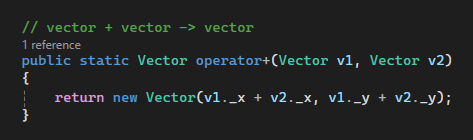 // vector + vector -> vector
1 reference
public static Vector operator+(Vector v1, Vector v2)
{
return new Vector(v1._x + v2._x, v1._y + v2._y);
}